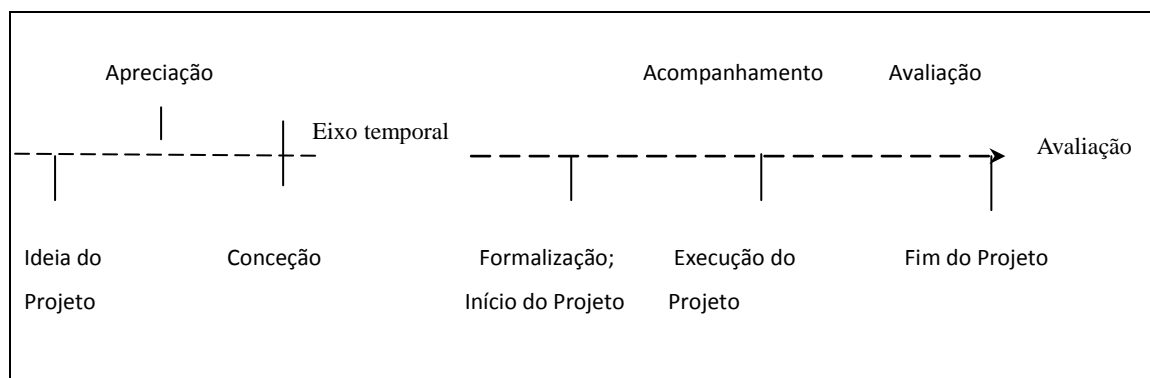 Apreciação Acompanhamento Avaliação
Eixo temporal Avaliação
Ideia do Conceção Formalização; Execução do Fim do Projeto
Projeto Início do Projeto Projeto